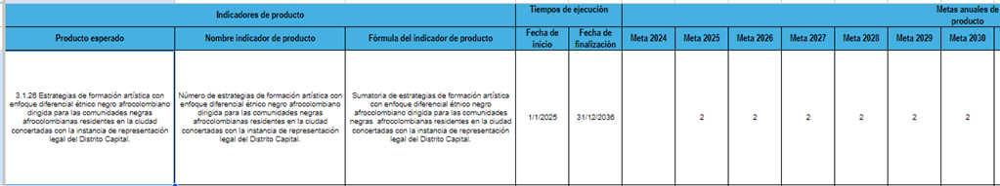 Indicadores de producto
Tiempos de ejecución
Metas anuales de
producto
Producto esperado
Nombre indicador de producto
Fórmula del indicador de producto
Fecha de
inicio
Fecha de
finalización
Meta 2024
Meta 2025
Meta 2026
Meta 2027
Meta 2028
Meta 2029
Meta 2030
3.1.26 Estrategias de formación artística con
enfoque diferencial étnico negro afrocolombiano
dirigida para las comunidades negras
afrocolombianas residentes en la ciudad
concertadas con la instancia de representación
legal del Distrito Capital.
Número de estrategias de formación artística con
enfoque diferencial étnico negro afrocolombiano
dirigida para las comunidades negras
afrocolombianas residentes en la ciudad
concertadas con la instancia de representación
legal del Distrito Capital.
Sumatoria de estrategias de formación artística
con enfoque diferencial étnico negro
afrocolombiano dirigida para las comunidades
negras afrocolombianas residentes en la ciudad
concertadas con la instancia de representación
legal del Distrito Capital.
1/1/2025
31/12/2036
2
2
2
2
2
2